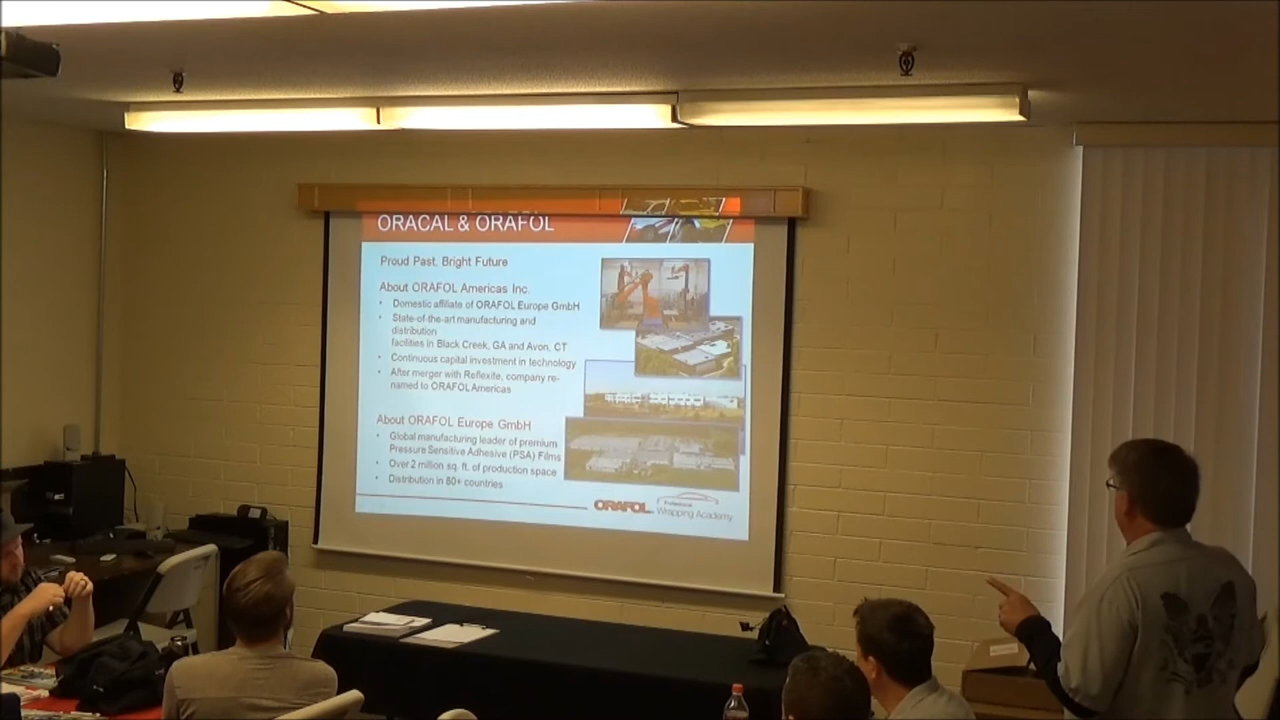 ORACAL & ORAFOL
Proud Past, Bright Future
About ORAFOL Americas Inc.
• Domestic affiliate of ORAFOL Europe GmbH
• State-of-the-art manufacturing and
distribution
facilities in Black Creek, GA and Avon, CT
• Continuous capital investment in technology
• After merger with Reflexite, company re-
named to ORAFOL Americas
About ORAFOL Europe GmbH
• Global manufacturing leader of premium
Pressure Sensitive Adhesive (PSA) Films
• Over 2 million sq. ft. of production space
• Distribution in 80+ countries
ORAFOL
Professional
Wrapping Academy